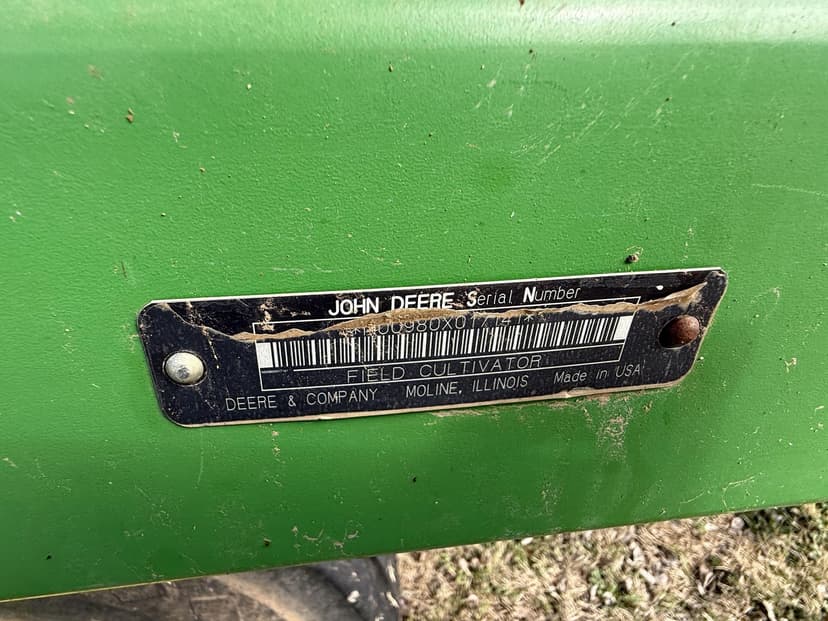 JOHN DEERE Serial Number
FIELD CULTIVATOR
DEERE & COMPANY MOLINE, ILLINOIS Made in USA